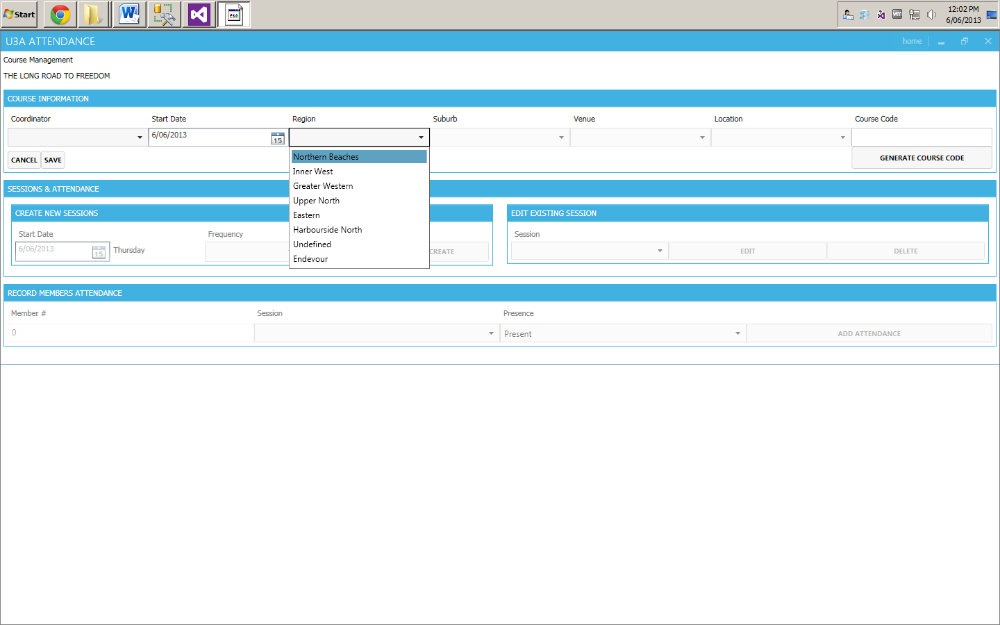 Start
12:02 PM
6/06/2013
U3A ATTENDANCE
home
Course Management
THE LONG ROAD TO FREEDOM
COURSE INFORMATION
Coordinator Start Date Region Suburb Venue Location Course Code
6/06/2013 15
CANCEL SAVE GENERATE COURSE CODE
Northern Beaches
Inner West
Greater Western
Upper North
Eastern
Harbourside North
Undefined
Endevour
SESSIONS & ATTENDANCE
CREATE NEW SESSIONS
Start Date Frequency
6/06/2013 15 Thursday CREATE
EDIT EXISTING SESSION
Session
EDIT DELETE
RECORD MEMBERS ATTENDANCE
Member # Session Presence
0 Present ADD ATTENDANCE